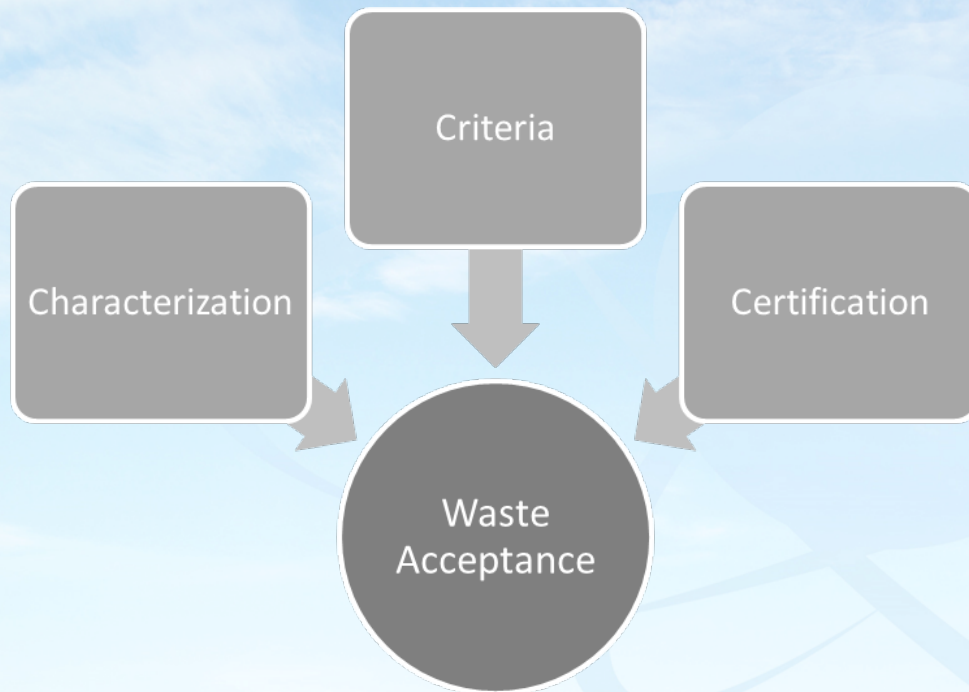 Criteria
Characterization
Certification
Waste
Acceptance